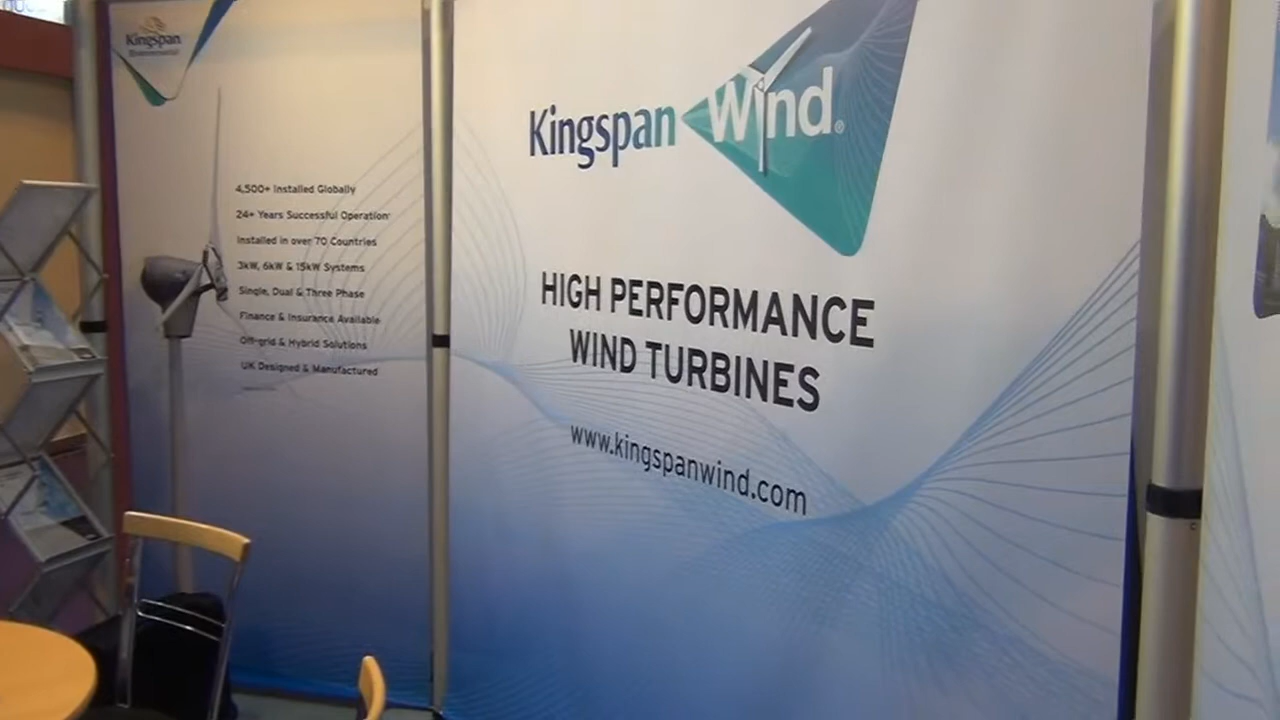 Kingspan
Environmental
4,500+ Installed Globally
24+ Years Successful Operation
Installed in over 70 Countries
3kW, 6kW & 15kW Systems
Single, Dual & Three Phase
Finance & Insurance Available
Off-grid & Hybrid Solutions
UK Designed & Manufactured
Kingspan Wind®
HIGH PERFORMANCE
WIND TURBINES
www.kingspanwind.com